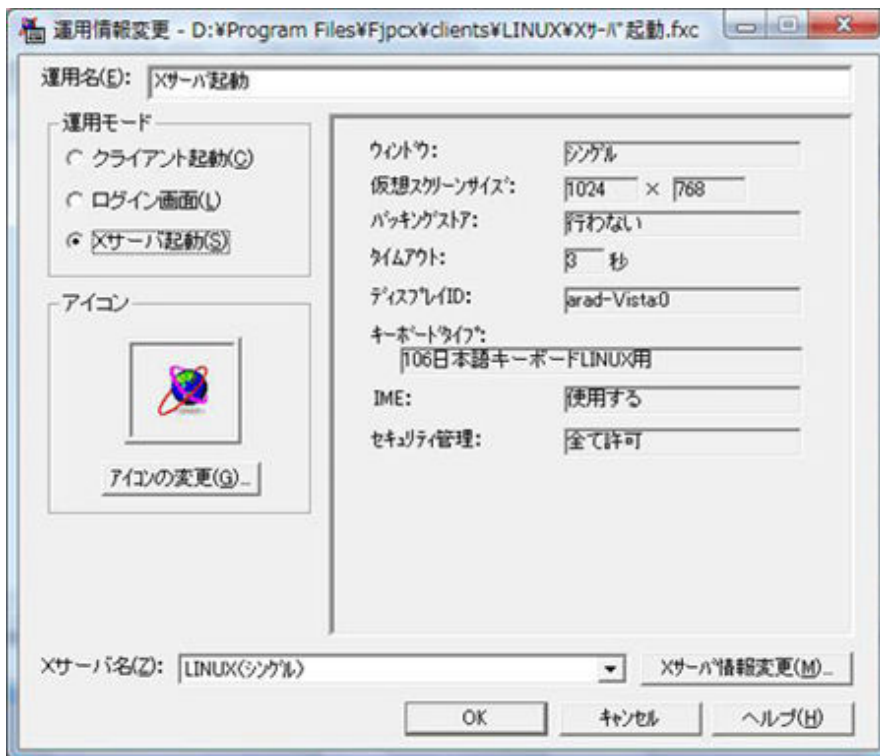 運用情報変更 - D:¥Program Files¥Fjpcx¥clients¥LINUX¥Xｻｰﾊﾞ起動.fxc
運用名(E): Xｻｰﾊﾞ起動
運用モード
クライアント起動(C)
ログイン画面(L)
Xサーバ起動(S)
アイコン
ｱｲｺﾝの変更(G)...
ｳｨﾝﾄﾞｳ: ｼﾝｸﾞﾙ
仮想ｽｸﾘｰﾝｻｲｽﾞ: 1024 × 768
ﾊﾞｯｷﾝｸﾞｽﾄｱ: 行わない
ﾀｲﾑｱｳﾄ: 3 秒
ﾃﾞｨｽﾌﾟﾚｲID: arad-Vista:0
ｷｰﾎﾞｰﾄﾞﾀｲﾌﾟ:
106日本語キーボードLINUX用
IME: 使用する
ｾｷｭﾘﾃｨ管理: 全て許可
Xサーバ名(Z): LINUX(ｼﾝｸﾞﾙ) Xｻｰﾊﾞ情報変更(M)...
OK ｷｬﾝｾﾙ ヘルプ(H)